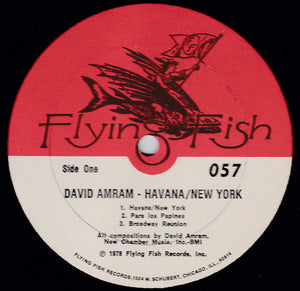 Flying Fish
Side One
057
DAVID AMRAM - HAVANA/NEW YORK
1. Havana/New York
2. Para los Papines
3. Broadway Reunion
All compositions by David Amram,
New Chamber Music, Inc.-BMI
℗ 1978 Flying Fish Records, Inc.
FLYING FISH RECORDS, 1304 W. SCHUBERT, CHICAGO, ILL. 60614